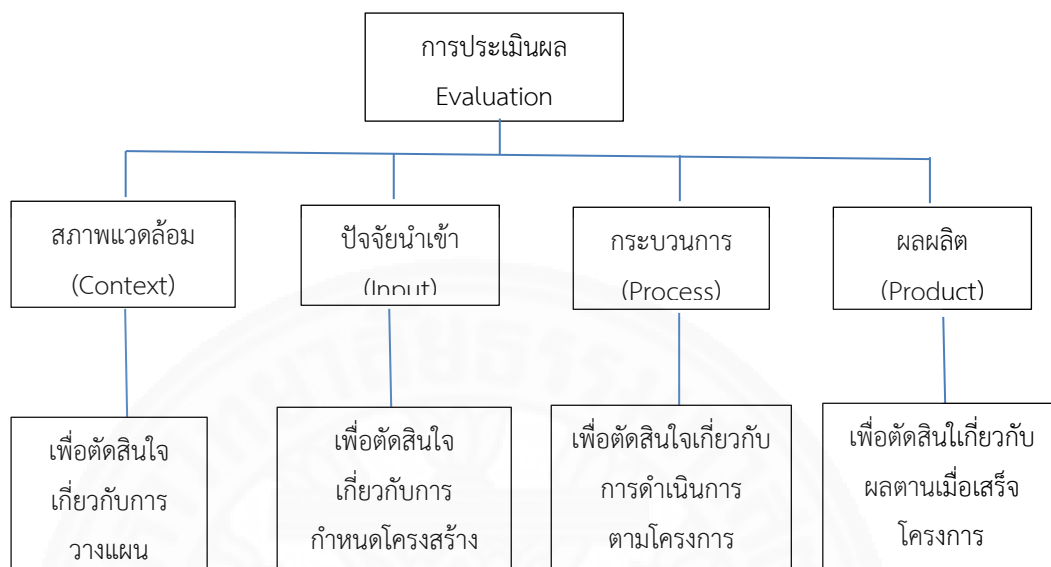 การประเมินผล
Evaluation
สภาพแวดล้อม
(Context)
ปัจจัยนำเข้า
(Input)
กระบวนการ
(Process)
ผลผลิต
(Product)
เพื่อตัดสินใจ
เกี่ยวกับการ
วางแผน
เพื่อตัดสินใจ
เกี่ยวกับการ
กำหนดโครงสร้าง
เพื่อตัดสินใจเกี่ยวกับ
การดำเนินการ
ตามโครงการ
เพื่อตัดสินใเกี่ยวกับ
ผลตานเมื่อเสร็จ
โครงการ